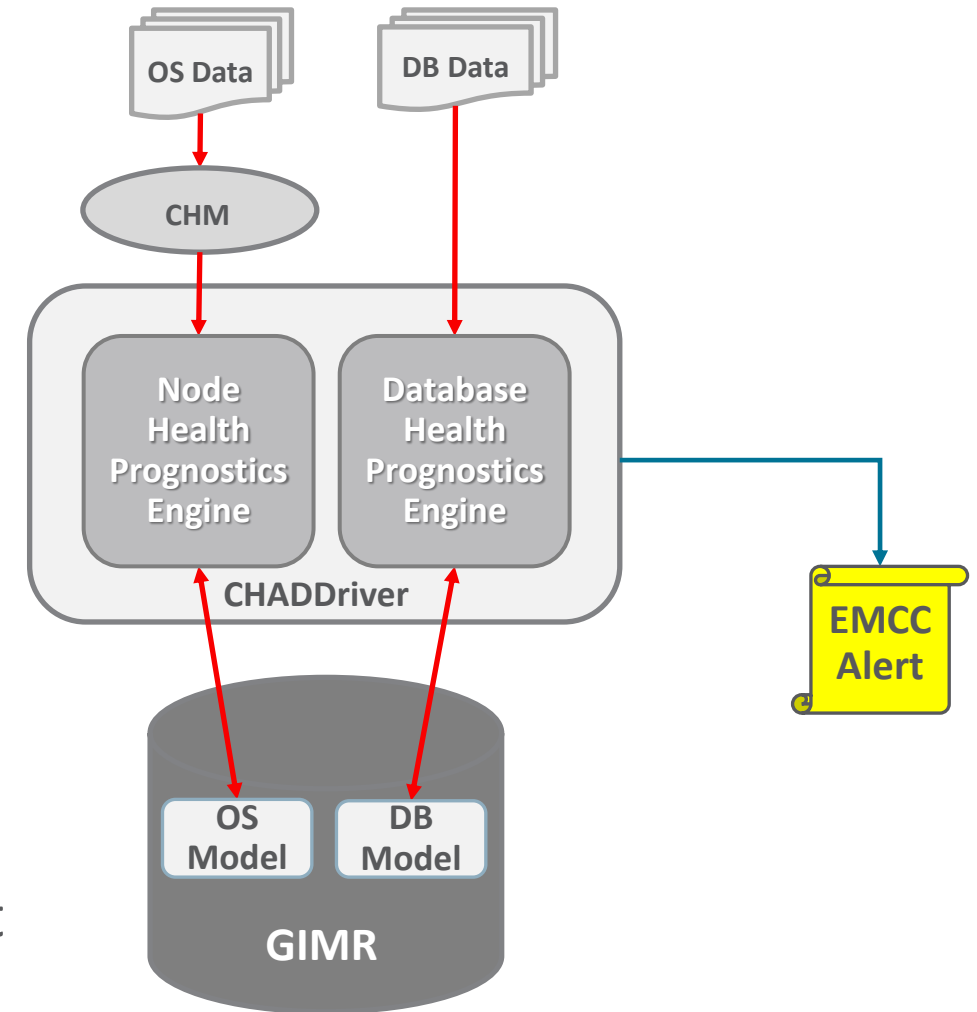 OS Data
DB Data
CHM
Node
Health
Prognostics
Engine
Database
Health
Prognostics
Engine
CHADDriver
EMCC
Alert
OS
Model
DB
Model
t
GIMR